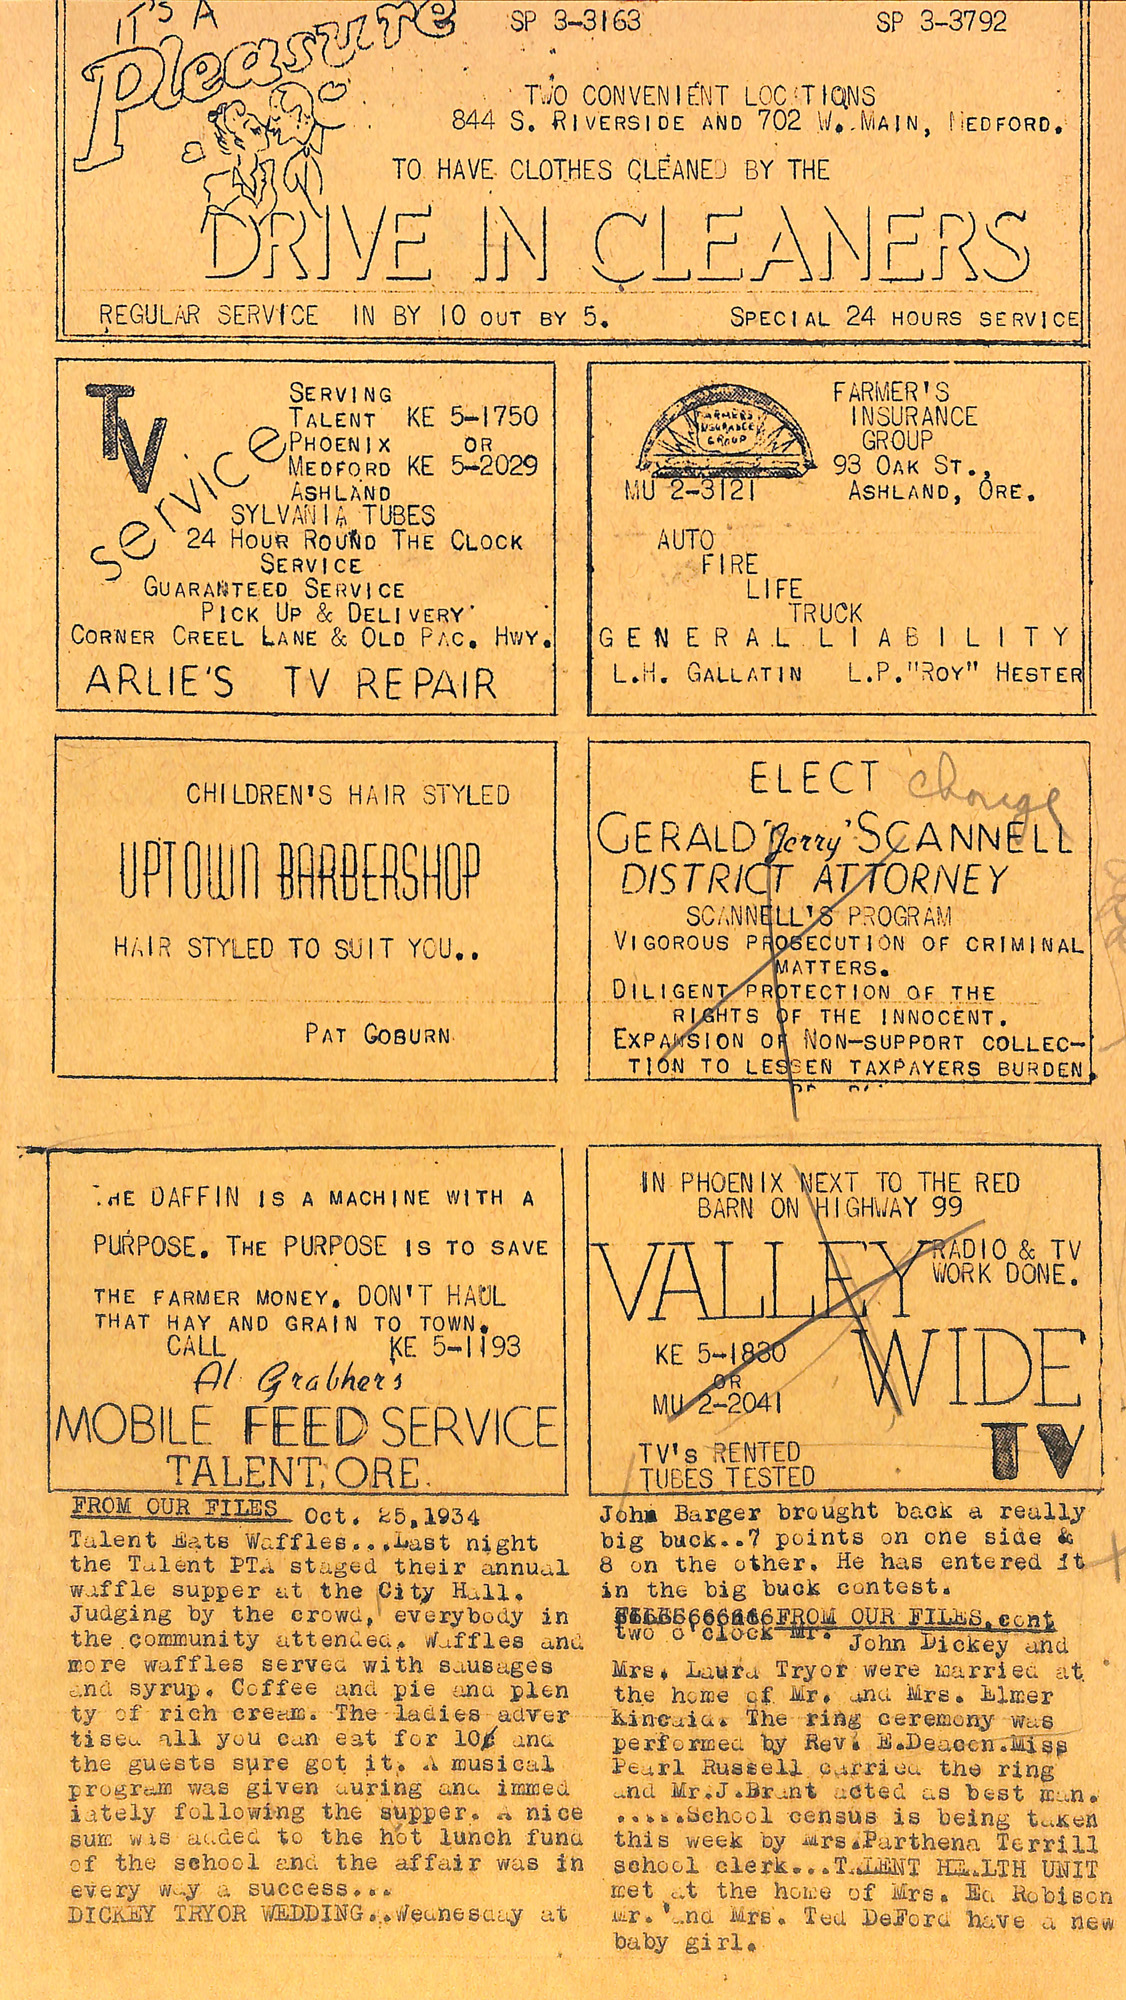 IT'S A
Pleasure
SP 3-3163 SP 3-3792
TWO CONVENIENT LOCATIONS
844 S. RIVERSIDE AND 702 W. MAIN, MEDFORD.
TO HAVE CLOTHES CLEANED BY THE
DRIVE IN CLEANERS
REGULAR SERVICE IN BY 10 OUT BY 5. SPECIAL 24 HOURS SERVICE
TV
service
SERVING
TALENT KE 5-1750
PHOENIX OR
MEDFORD KE 5-2029
ASHLAND
SYLVANIA TUBES
24 HOUR ROUND THE CLOCK
SERVICE
GUARANTEED SERVICE
PICK UP & DELIVERY
CORNER CREEL LANE & OLD PAC. HWY.
ARLIE'S TV REPAIR
FARMERS
INSURANCE
GROUP
FARMER'S
INSURANCE
GROUP
93 OAK ST.,
MU 2-3121 ASHLAND, ORE.
AUTO
FIRE
LIFE
TRUCK
GENERAL LIABILITY
L.H. GALLATIN L.P."ROY" HESTER
CHILDREN'S HAIR STYLED
UPTOWN BARBERSHOP
HAIR STYLED TO SUIT YOU..
PAT COBURN
ELECT change
GERALD "Jerry" SCANNELL
DISTRICT ATTORNEY
SCANNELL'S PROGRAM
VIGOROUS PROSECUTION OF CRIMINAL
MATTERS.
DILIGENT PROTECTION OF THE
RIGHTS OF THE INNOCENT.
EXPANSION OF NON-SUPPORT COLLEC-
TION TO LESSEN TAXPAYERS BURDEN.
THE DAFFIN IS A MACHINE WITH A
PURPOSE. THE PURPOSE IS TO SAVE
THE FARMER MONEY. DON'T HAUL
THAT HAY AND GRAIN TO TOWN.
CALL KE 5-1193
Al Grabher's
MOBILE FEED SERVICE
TALENT, ORE.
IN PHOENIX NEXT TO THE RED
BARN ON HIGHWAY 99
VALLEY RADIO & TV
WORK DONE.
WIDE
KE 5-1830
OR
MU 2-2041
TV
TV's RENTED
TUBES TESTED
FROM OUR FILES Oct. 25,1934
Talent Eats Waffles...Last night
the Talent PTA staged their annual
waffle supper at the City Hall.
Judging by the crowd, everybody in
the community attended. Waffles and
more waffles served with sausages
and syrup. Coffee and pie and plen
ty of rich cream. The ladies adver
tised all you can eat for 10¢ and
the guests sure got it. A musical
program was given during and immed
iately following the supper. A nice
sum was added to the hot lunch fund
of the school and the affair was in
every way a success...
DICKEY TRYOR WEDDING..Wednesday at
John Barger brought back a really
big buck..7 points on one side &
8 on the other. He has entered it
in the big buck contest.
FROM OUR FILES,cont
two o'clock Mr. John Dickey and
Mrs. Laura Tryor were married at
the home of Mr. and Mrs. Elmer
Kincaid. The ring ceremony was
performed by Rev. E.Deacon.Miss
Pearl Russell carried the ring
and Mr.J.Brant acted as best man.
.....School census is being taken
this week by Mrs.Parthena Terrill
school clerk...TALENT HEALTH UNIT
met at the home of Mrs. Ed Robison
Mr. and Mrs. Ted DeFord have a new
baby girl.